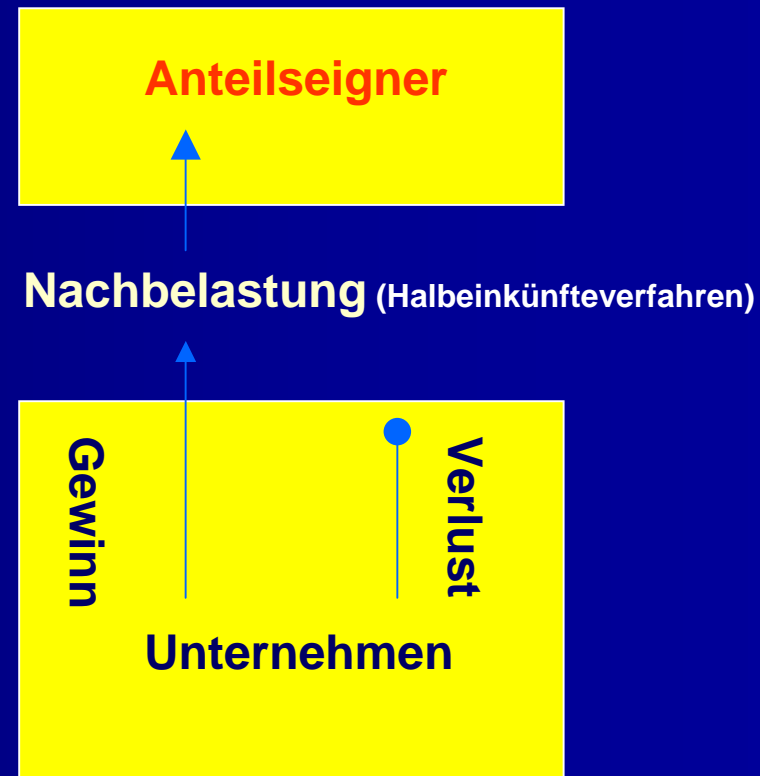 Anteilseigner
Nachbelastung (Halbeinkünfteverfahren)
Gewinn
Verlust
Unternehmen